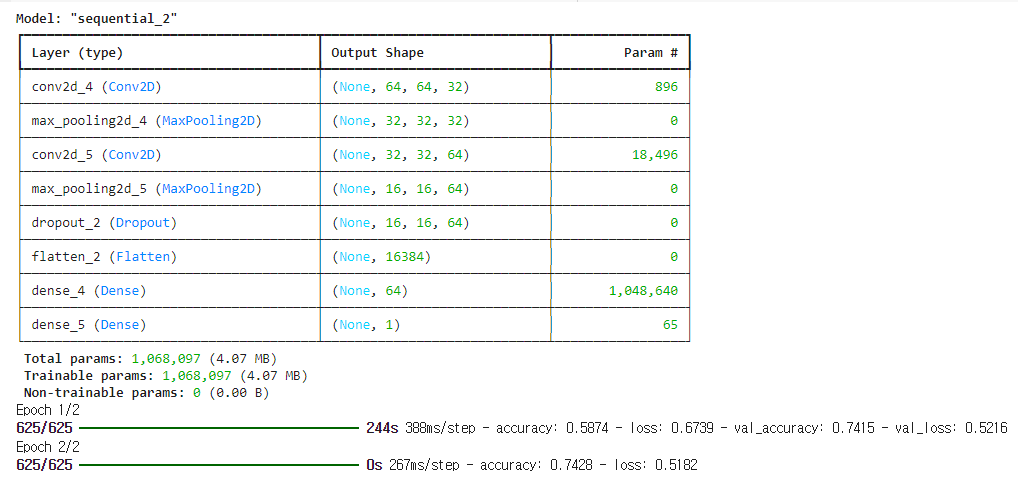 Model: "sequential_2"
Layer (type) Output Shape Param #
conv2d_4 (Conv2D) (None, 64, 64, 32) 896
max_pooling2d_4 (MaxPooling2D) (None, 32, 32, 32) 0
conv2d_5 (Conv2D) (None, 32, 32, 64) 18,496
max_pooling2d_5 (MaxPooling2D) (None, 16, 16, 64) 0
dropout_2 (Dropout) (None, 16, 16, 64) 0
flatten_2 (Flatten) (None, 16384) 0
dense_4 (Dense) (None, 64) 1,048,640
dense_5 (Dense) (None, 1) 65
Total params: 1,068,097 (4.07 MB)
Trainable params: 1,068,097 (4.07 MB)
Non-trainable params: 0 (0.00 B)
Epoch 1/2
625/625 244s 388ms/step - accuracy: 0.5874 - loss: 0.6739 - val_accuracy: 0.7415 - val_loss: 0.5216
Epoch 2/2
625/625 0s 267ms/step - accuracy: 0.7428 - loss: 0.5182